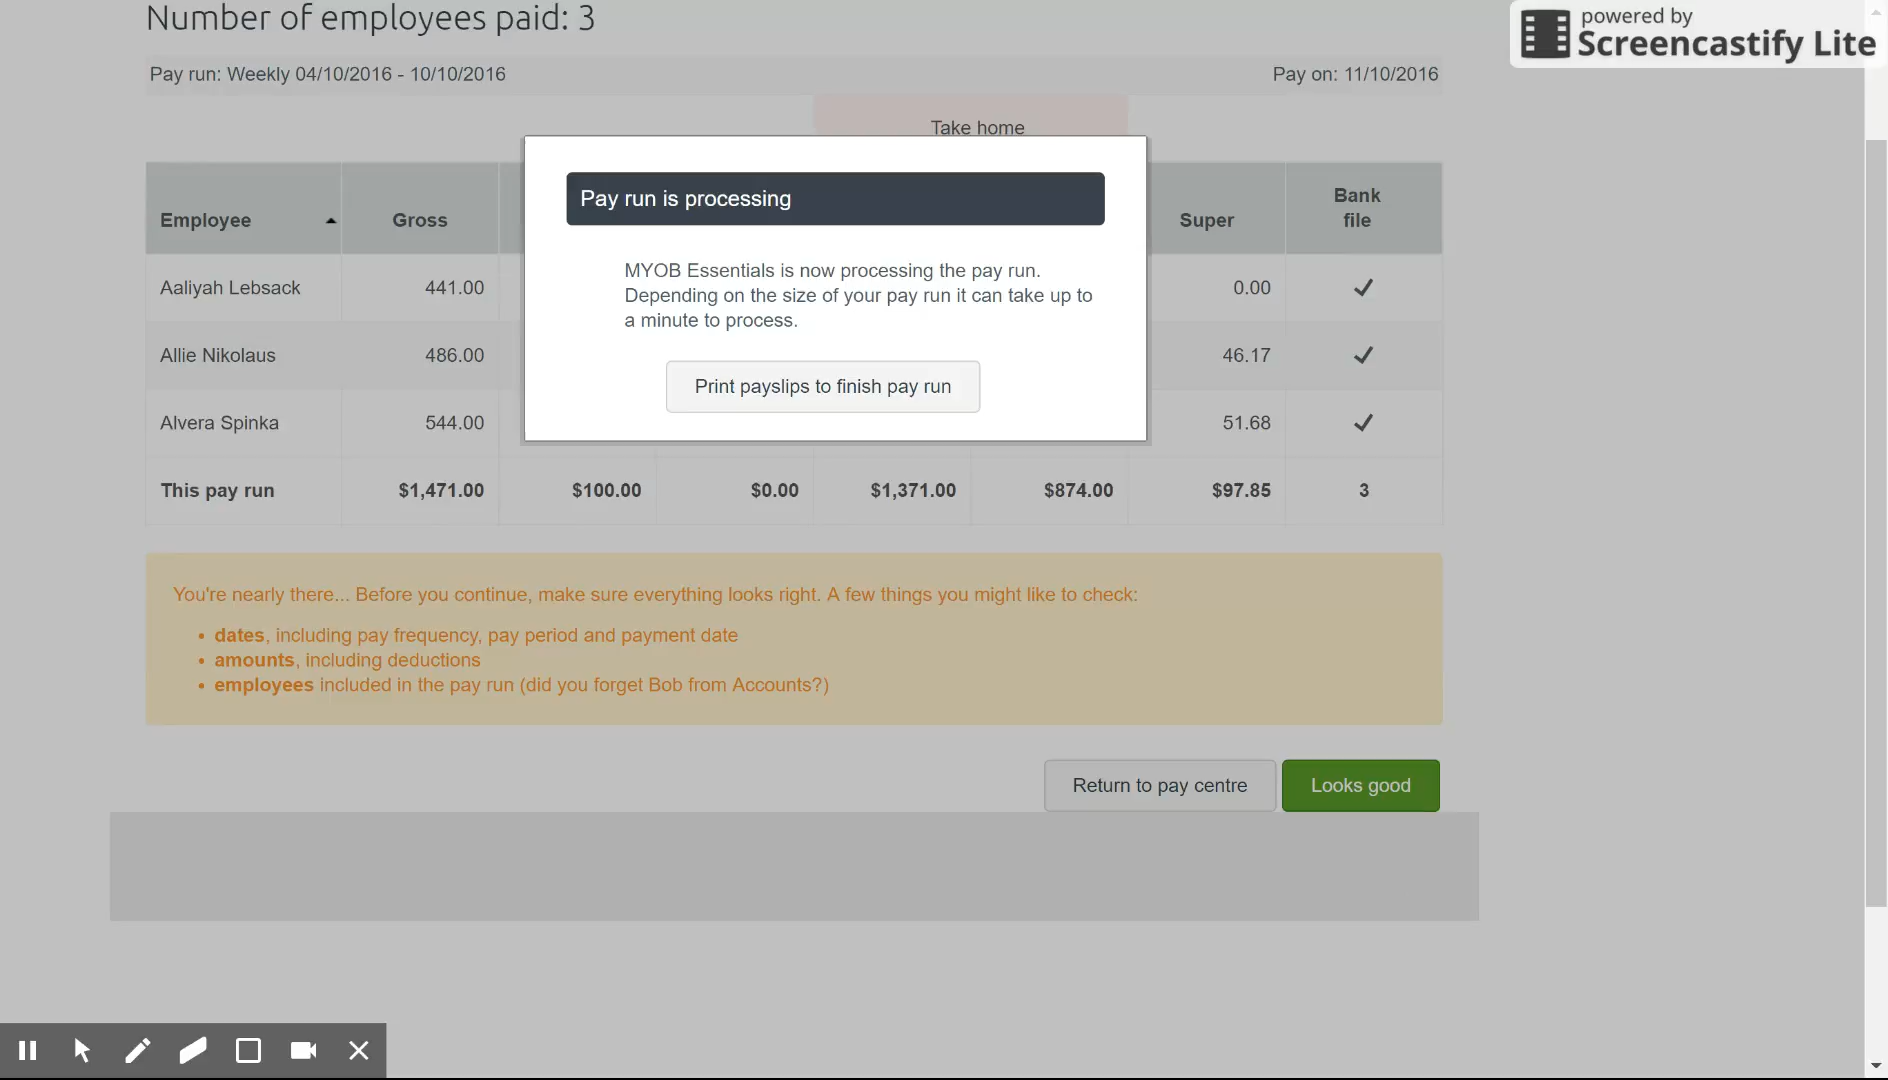 Number of employees paid: 3
powered by
Screencastify Lite
Pay run: Weekly 04/10/2016 - 10/10/2016 Pay on: 11/10/2016
Take home
Pay run is processing
MYOB Essentials is now processing the pay run.
Depending on the size of your pay run it can take up to
a minute to process.
Print payslips to finish pay run
Employee Gross Super Bank file
Aaliyah Lebsack 441.00 0.00
Allie Nikolaus 486.00 46.17
Alvera Spinka 544.00 51.68
This pay run $1,471.00 $100.00 $0.00 $1,371.00 $874.00 $97.85 3
You're nearly there... Before you continue, make sure everything looks right. A few things you might like to check:
• dates, including pay frequency, pay period and payment date
• amounts, including deductions
• employees included in the pay run (did you forget Bob from Accounts?)
Return to pay centre Looks good